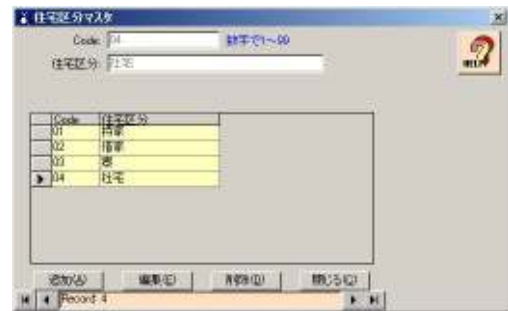 住宅区分マスタ
Code: 04 数字で1~99
住宅区分: 社宅
HELP
Code 住宅区分
01 持家
02 借家
03 寮
04 社宅
追加(A) 編集(E) 削除(D) 閉じる(C)
Record 4